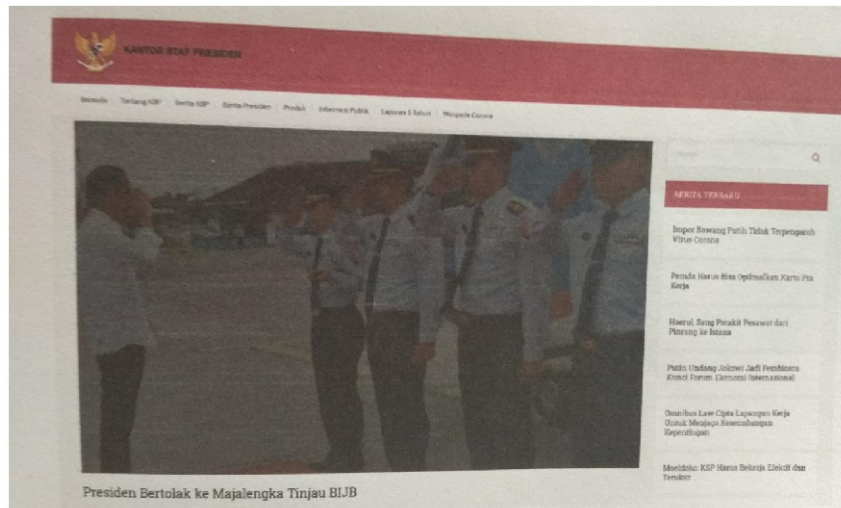 KANTOR STAF PRESIDEN
Beranda Tentang KSP Berita KSP Berita Presiden Produk Informasi Publik Laporan 5 Tahun Waspada Corona
BERITA TERBARU
Impor Bawang Putih Tidak Terpengaruh
Virus Corona
Pemda Harus Bisa Optimalkan Kartu Pra
Kerja
Haerul, Sang Perakit Pesawat dari
Pinrang ke Istana
Putin Undang Jokowi Jadi Pembicara
Kunci Forum Ekonomi Internasional
Omnibus Law Cipta Lapangan Kerja
Untuk Menjaga Keseimbangan
Kepentingan
Moeldoko: KSP Harus Bekerja Efektif dan
Terukur
Presiden Bertolak ke Majalengka Tinjau BIJB